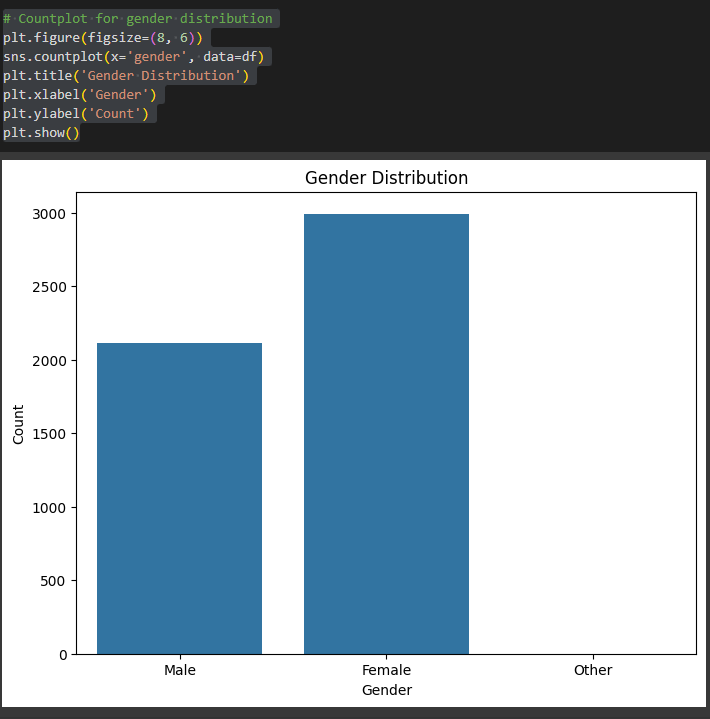 # Countplot for gender distribution
plt.figure(figsize=(8, 6))
sns.countplot(x='gender', data=df)
plt.title('Gender Distribution')
plt.xlabel('Gender')
plt.ylabel('Count')
plt.show()
Gender Distribution
3000
2500
2000
1500
1000
500
0
Count
Male Female Other
Gender